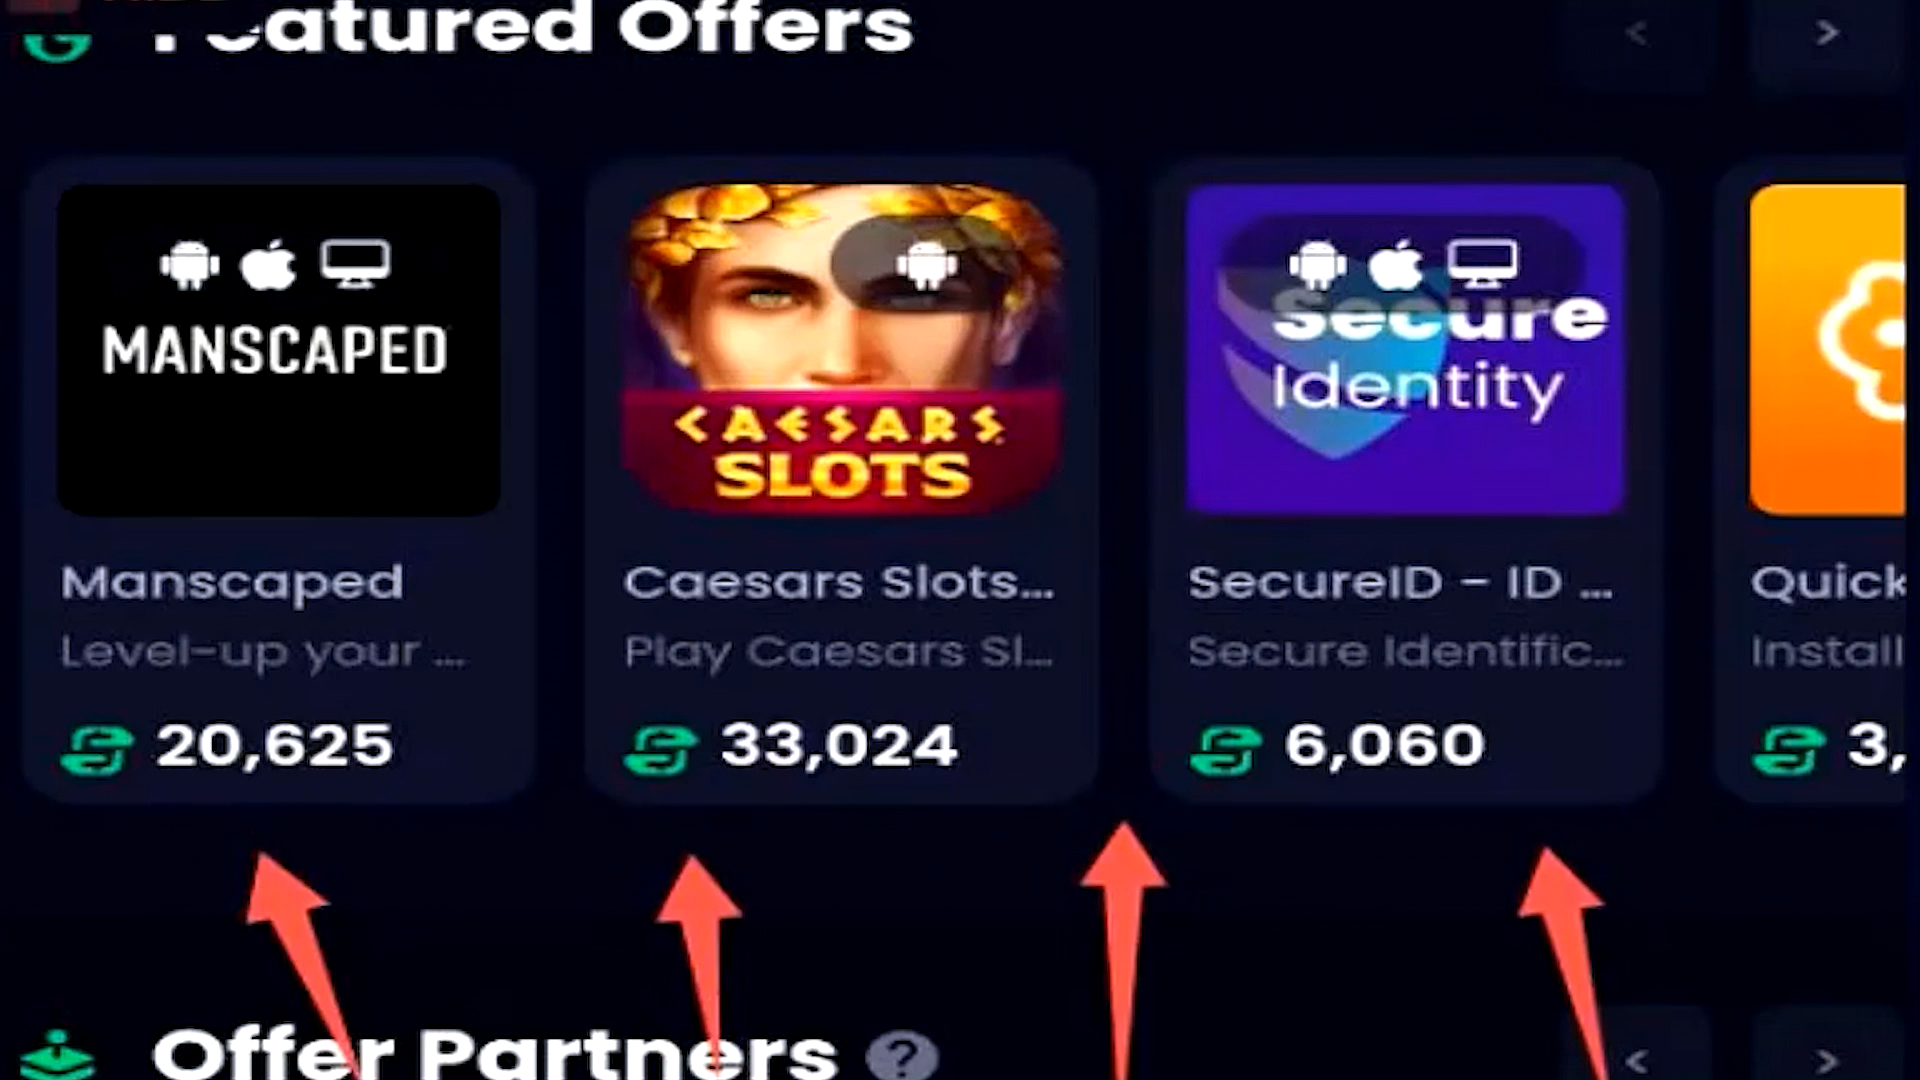 Featured Offers
MANSCAPED
Manscaped
Level-up your ...
20,625
CAESARS
SLOTS
Caesars Slots...
Play Caesars Sl...
33,024
Secure
Identity
SecureID – ID ...
Secure Identific...
6,060
Quick
Install
3,
Offer Partners ?